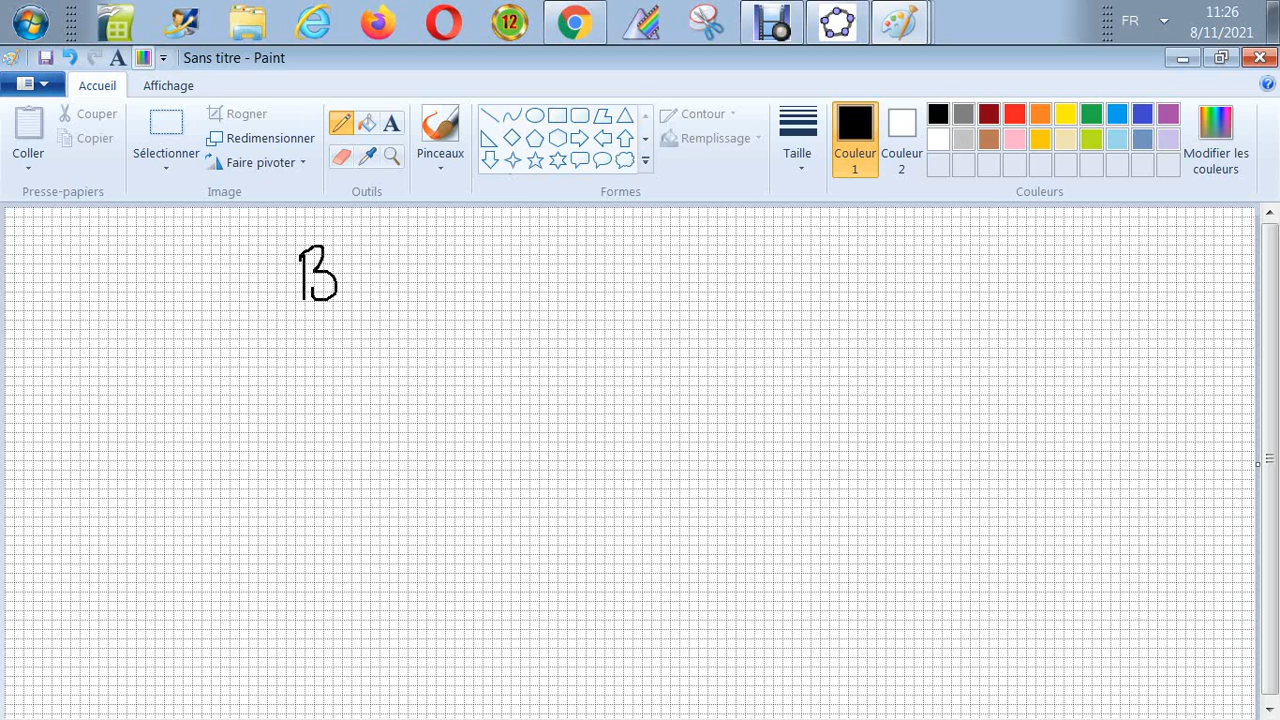 12
FR
11:26
8/11/2021
A
Sans titre - Paint
Accueil
Affichage
Coller
Couper
Copier
Presse-papiers
Sélectionner
Rogner
Redimensionner
Faire pivoter
Image
A
Outils
Pinceaux
Contour
Remplissage
Formes
Taille
Couleur 1
Couleur 2
Modifier les couleurs
Couleurs
B